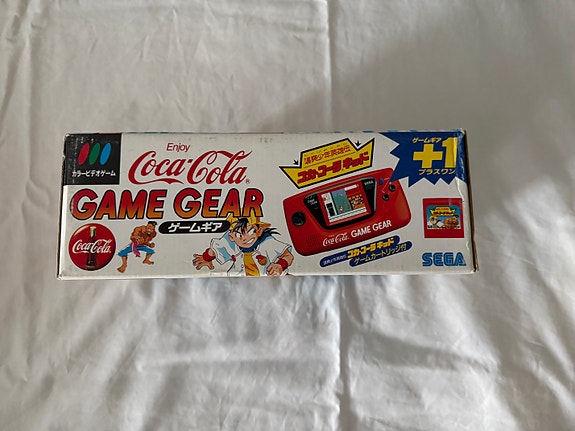 カラービデオゲーム
Enjoy
Coca-Cola®
GAME GEAR
ゲームギア
Coca-Cola
コカ・コーラ キッド
Coca-Cola GAME GEAR
コカ・コーラ キッド
ゲームカートリッジ付
ゲームギア
+1
プラスワン
SEGA